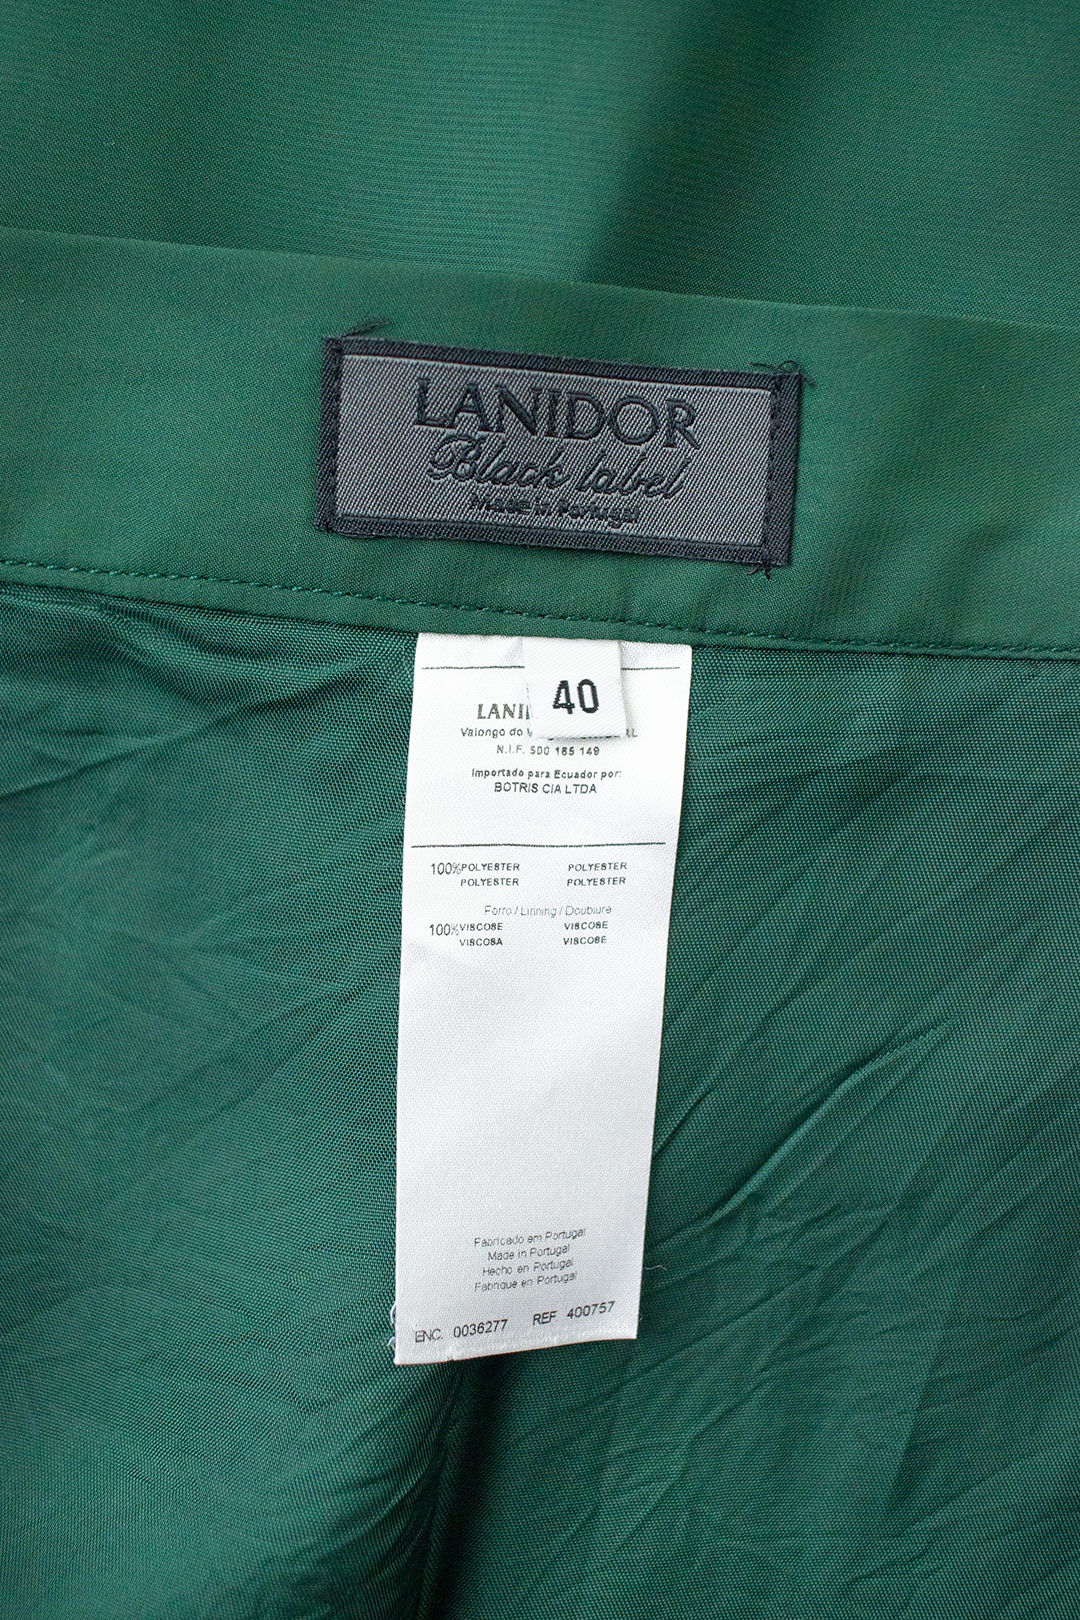 LANIDOR
Black label
Made in Portugal
40
LANI
Valongo do V
N.I.F. 500 165 149
Importado para Ecuador por:
BOTRIS CIA LTDA
100% POLYESTER POLYESTER
POLYESTER POLYESTER
Forro / Linning / Doublure
100% VISCOSE VISCOSE
VISCOSA VISCOSE
Fabricado em Portugal
Made in Portugal
Hecho en Portugal
Fabrique en Portugal
ENC. 0036277 REF 400757